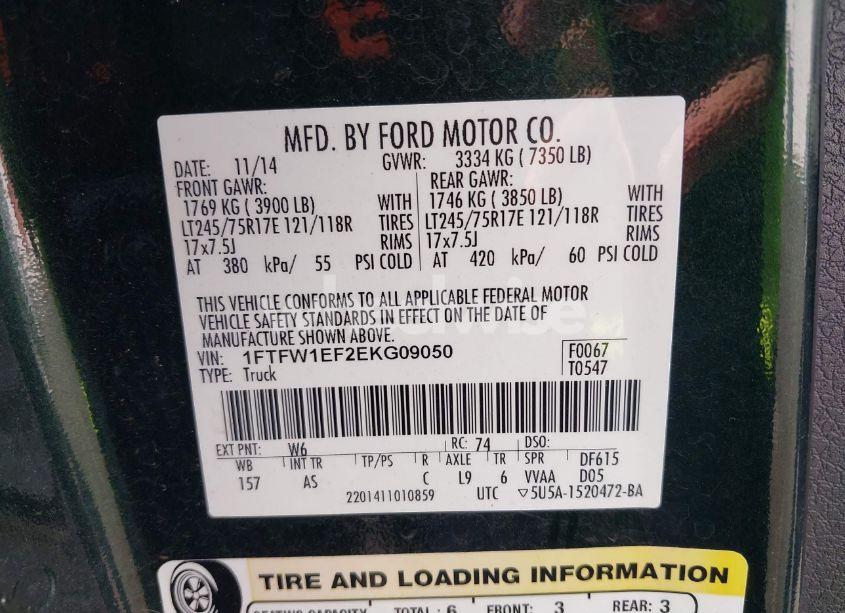 MFD. BY FORD MOTOR CO.
DATE: 11/14 GVWR: 3334 KG ( 7350 LB)
FRONT GAWR: REAR GAWR:
1769 KG ( 3900 LB) WITH 1746 KG ( 3850 LB) WITH
LT245/75R17E 121/118R TIRES LT245/75R17E 121/118R TIRES
17x7.5J RIMS 17x7.5J RIMS
AT 380 kPa/ 55 PSI COLD AT 420 kPa/ 60 PSI COLD
THIS VEHICLE CONFORMS TO ALL APPLICABLE FEDERAL MOTOR
VEHICLE SAFETY STANDARDS IN EFFECT ON THE DATE OF
MANUFACTURE SHOWN ABOVE.
VIN: 1FTFW1EF2EKG09050 F0067
TYPE: Truck T0547
EXT PNT: W6 RC: 74 DSO:
WB INT TR TP/PS R AXLE TR SPR DF615
157 AS C L9 6 VVAA D05
2201411010859 UTC ▽5U5A-1520472-BA
TIRE AND LOADING INFORMATION
SEATING CAPACITY TOTAL: 6 FRONT: 3 REAR: 3